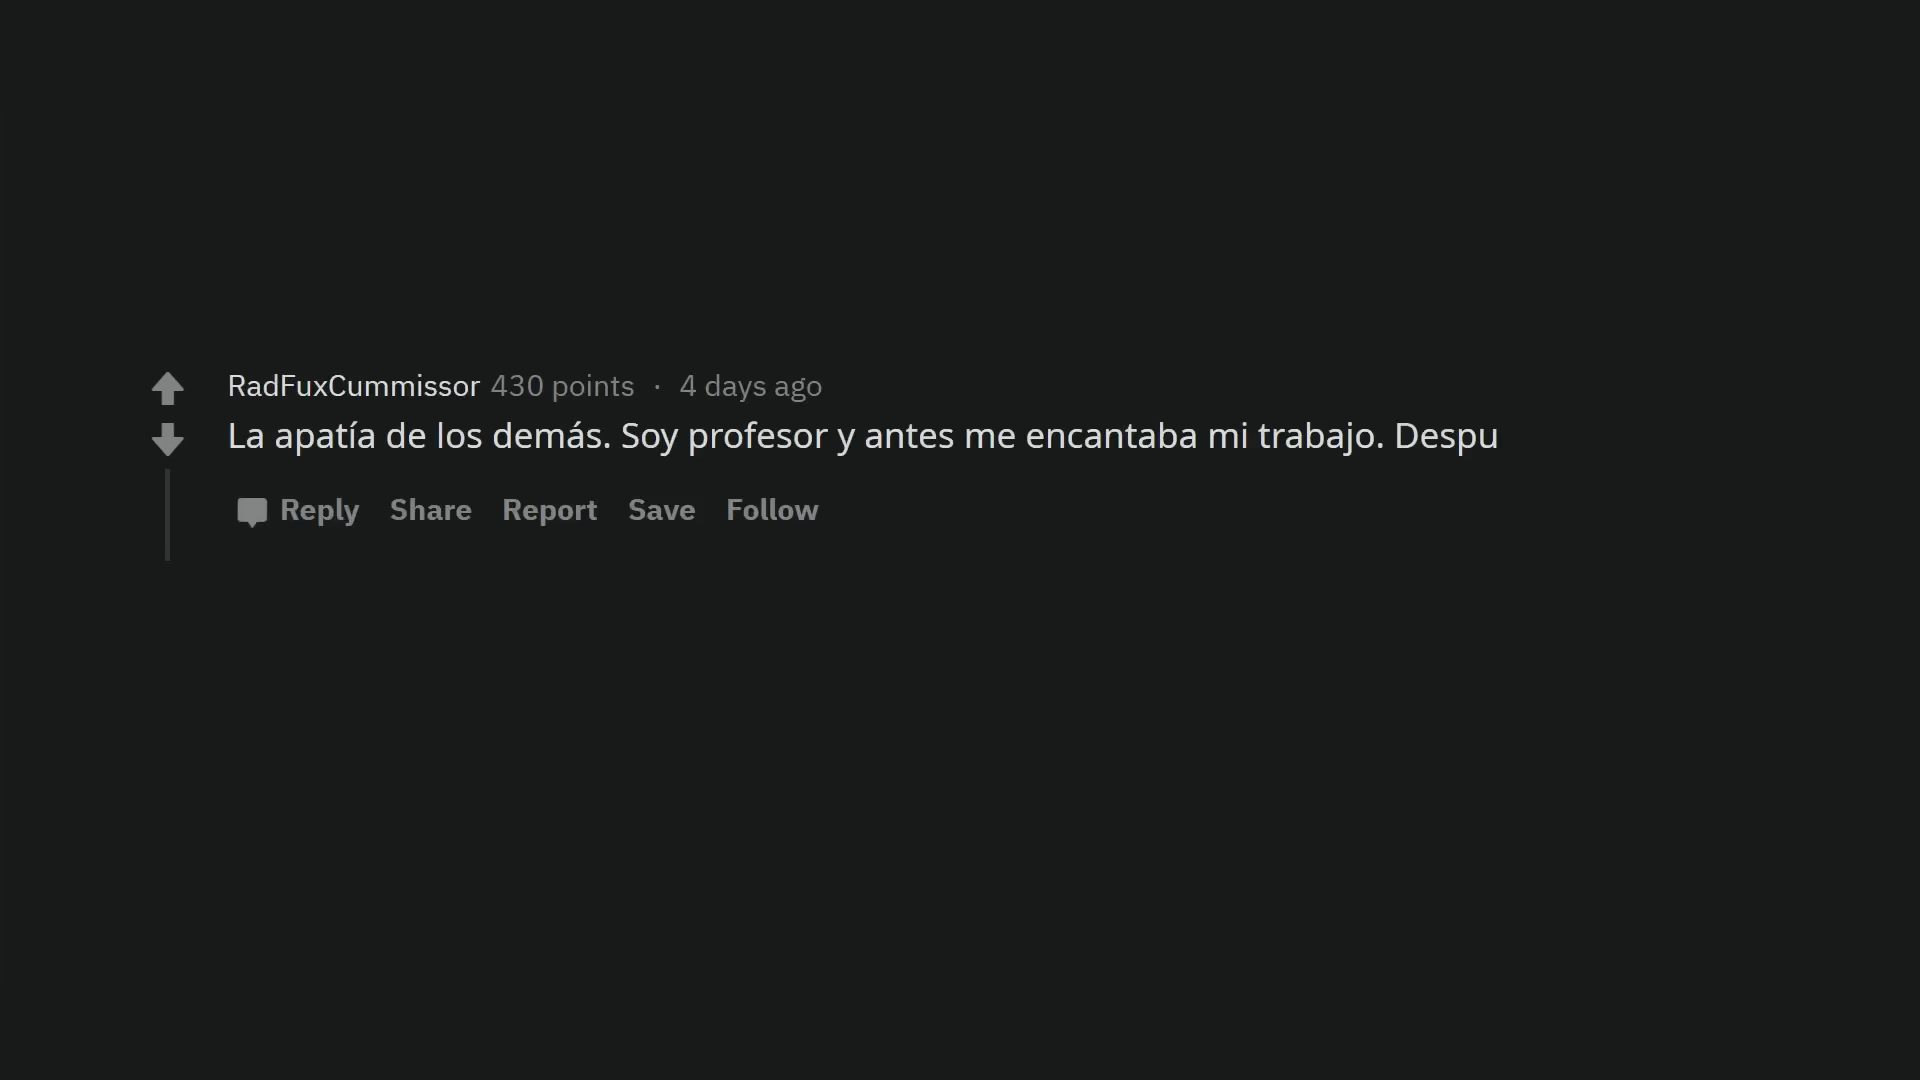 RadFuxCummissor 430 points · 4 days ago
La apatía de los demás. Soy profesor y antes me encantaba mi trabajo. Despu
Reply Share Report Save Follow